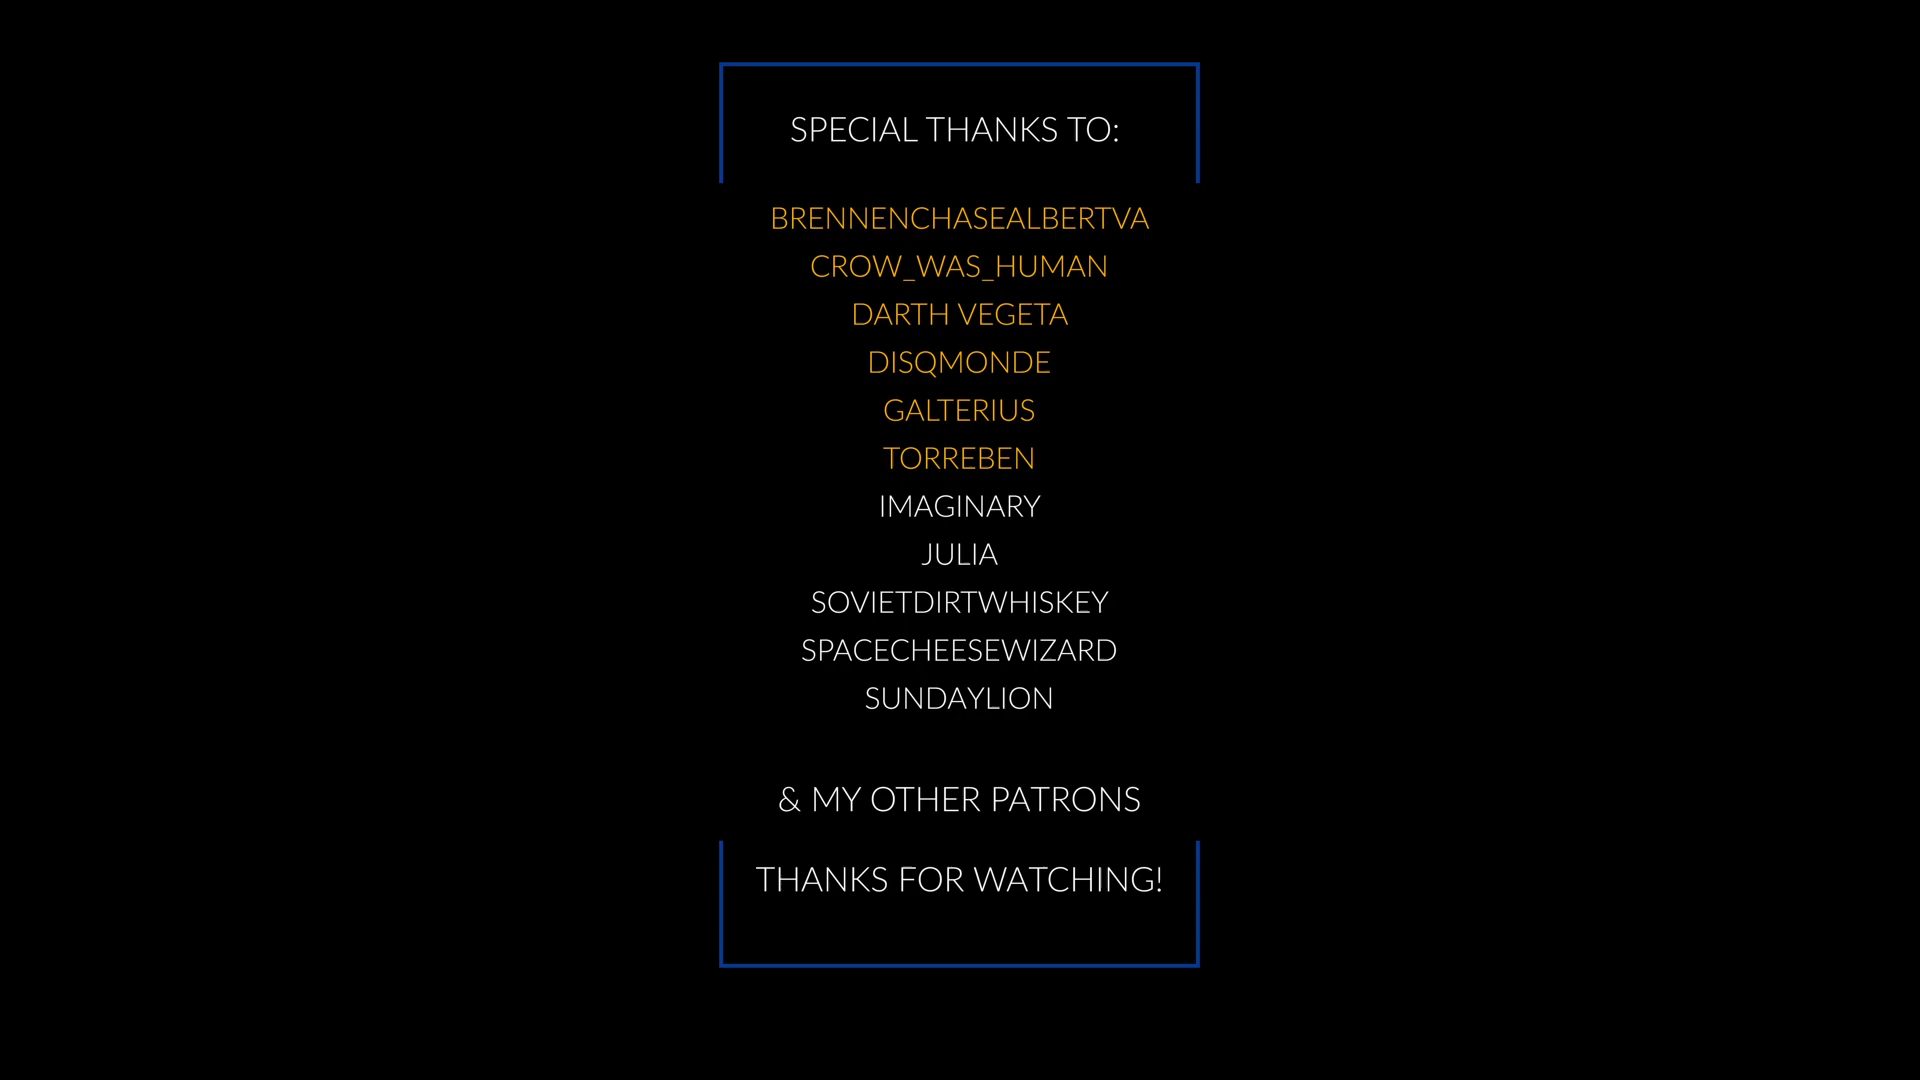 SPECIAL THANKS TO:
BRENNENCHASEALBERTVA
CROW_WAS_HUMAN
DARTH VEGETA
DISQMONDE
GALTERIUS
TORREBEN
IMAGINARY
JULIA
SOVIETDIRTWHISKEY
SPACECHEESEWIZARD
SUNDAYLION
& MY OTHER PATRONS
THANKS FOR WATCHING!